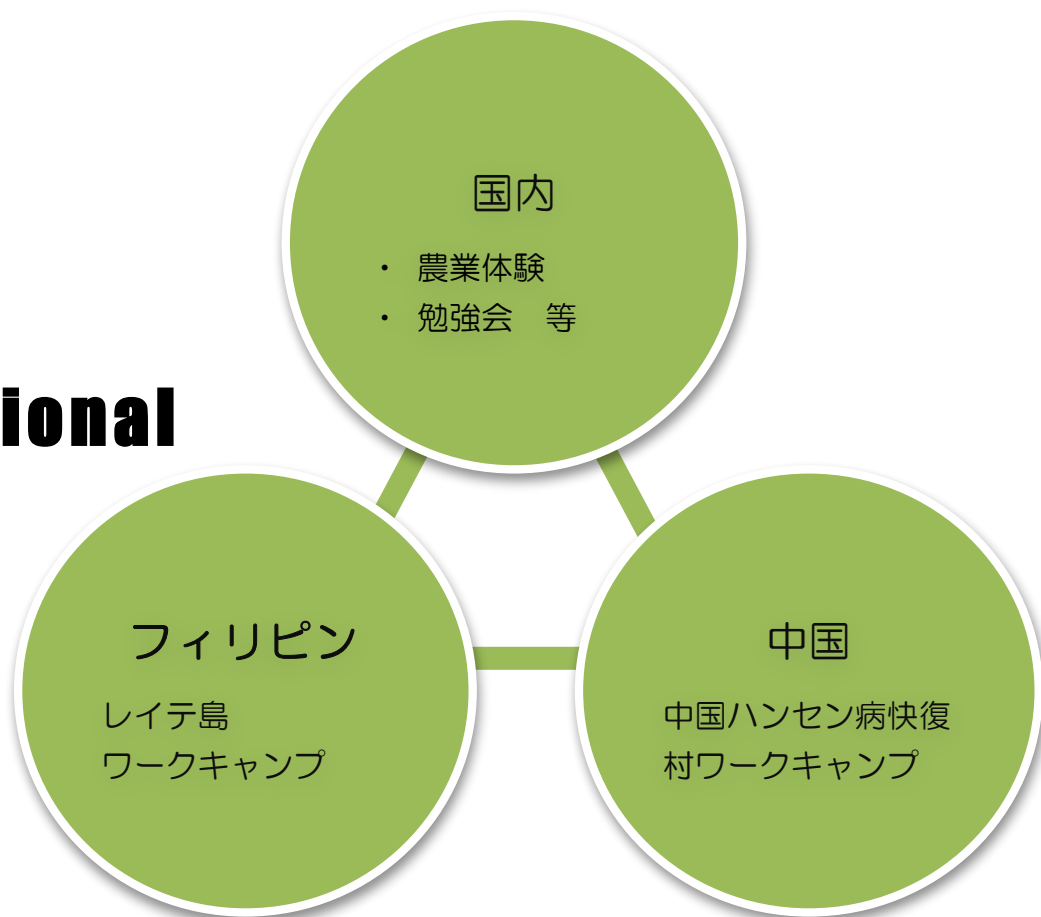 国内
・ 農業体験
・ 勉強会　等
ional
フィリピン
レイテ島
ワークキャンプ
中国
中国ハンセン病快復
村ワークキャンプ